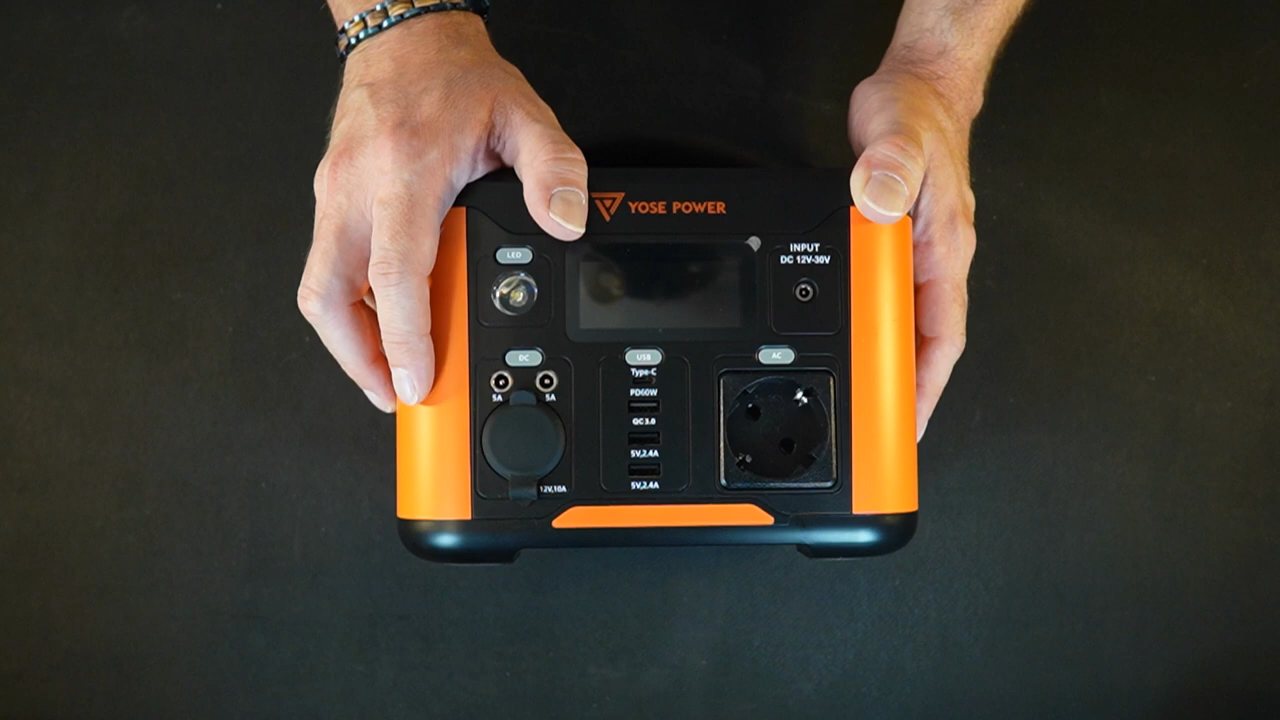 YOSE POWER
LED
INPUT
DC 12V-30V
DC
USB
AC
5A
5A
Type-C
PD60W
QC3.0
5V,2.4A
5V,2.4A
12V,10A